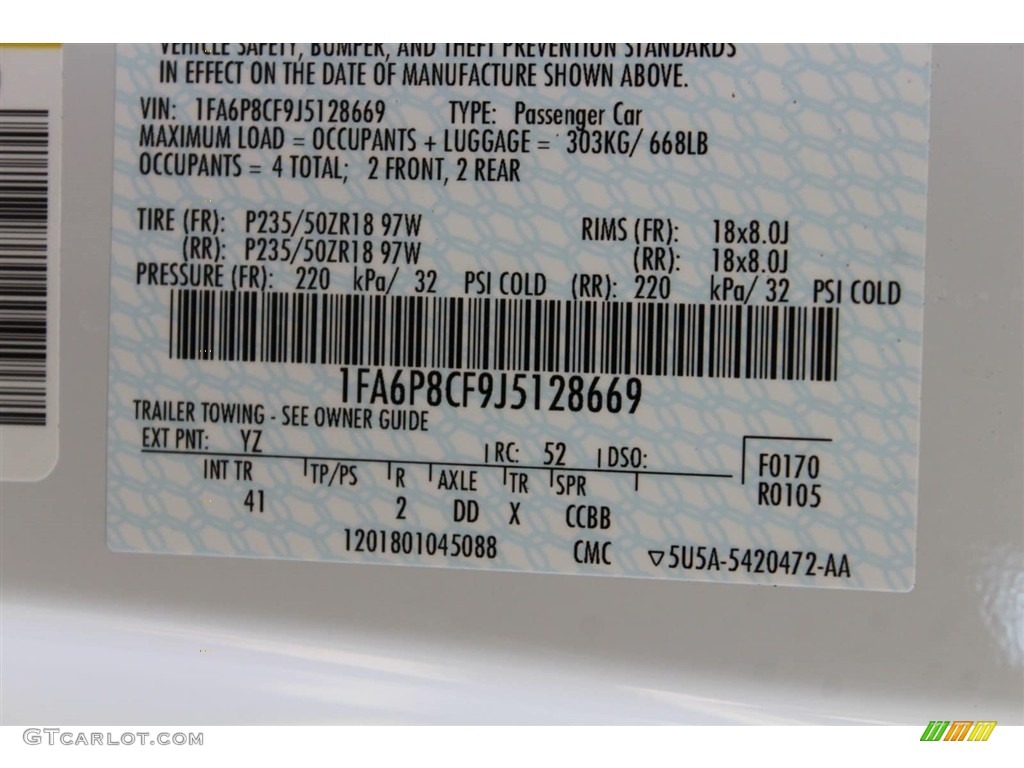 VEHICLE SAFETY, BUMPER, AND THEFT PREVENTION STANDARDS
IN EFFECT ON THE DATE OF MANUFACTURE SHOWN ABOVE.
VIN: 1FA6P8CF9J5128669 TYPE: Passenger Car
MAXIMUM LOAD = OCCUPANTS + LUGGAGE = 303KG/ 668LB
OCCUPANTS = 4 TOTAL; 2 FRONT, 2 REAR
TIRE (FR): P235/50ZR18 97W RIMS (FR): 18x8.0J
(RR): P235/50ZR18 97W (RR): 18x8.0J
PRESSURE (FR): 220 kPa/ 32 PSI COLD (RR): 220 kPa/ 32 PSI COLD
1FA6P8CF9J5128669
TRAILER TOWING - SEE OWNER GUIDE
EXT PNT: YZ RC: 52 DSO: F0170
INT TR TP/PS R AXLE TR SPR R0105
41 2 DD X CCBB
1201801045088 CMC ▽5U5A-5420472-AA
GTCARLOT.COM